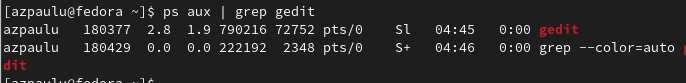 [azpaulu@fedora ~]$ ps aux | grep gedit
azpaulu   180377  2.8  1.9 790216 72752 pts/0    Sl   04:45   0:00 gedit
azpaulu   180429  0.0  0.0 222192  2348 pts/0    S+   04:46   0:00 grep --color=auto g
dit
[azpaulu@fedora ~]$